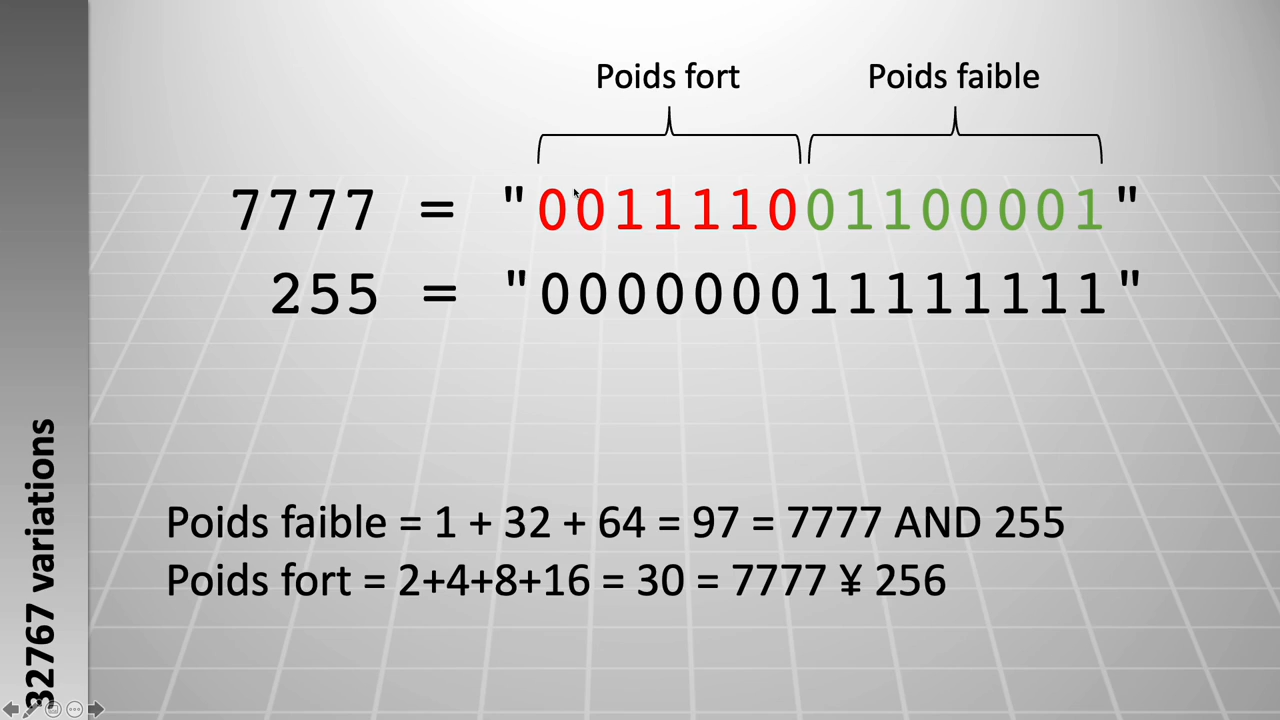 Poids fort Poids faible
7777 = "001111001100001"
255 = "000000011111111"
Poids faible = 1 + 32 + 64 = 97 = 7777 AND 255
Poids fort = 2+4+8+16 = 30 = 7777 ¥ 256
32767 variations